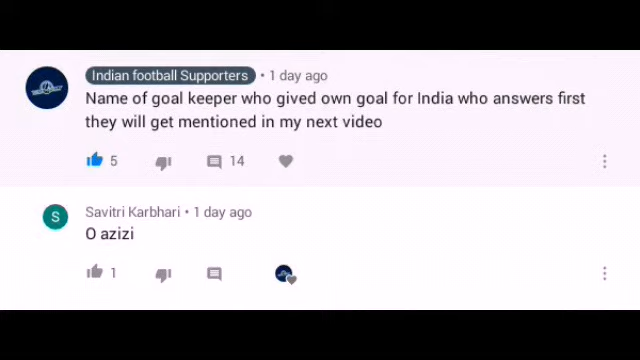 Indian football Supporters • 1 day ago
Name of goal keeper who gived own goal for India who answers first
they will get mentioned in my next video
5 14
S Savitri Karbhari • 1 day ago
O azizi
1